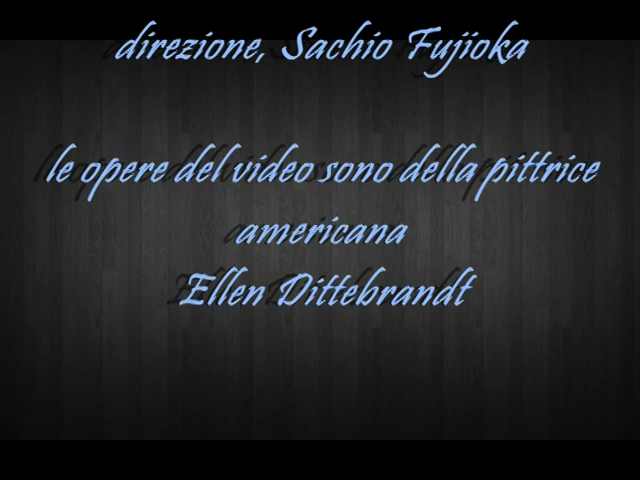 direzione, Sachio Fujioka
le opere del video sono della pittrice
americana
Ellen Dittebrandt